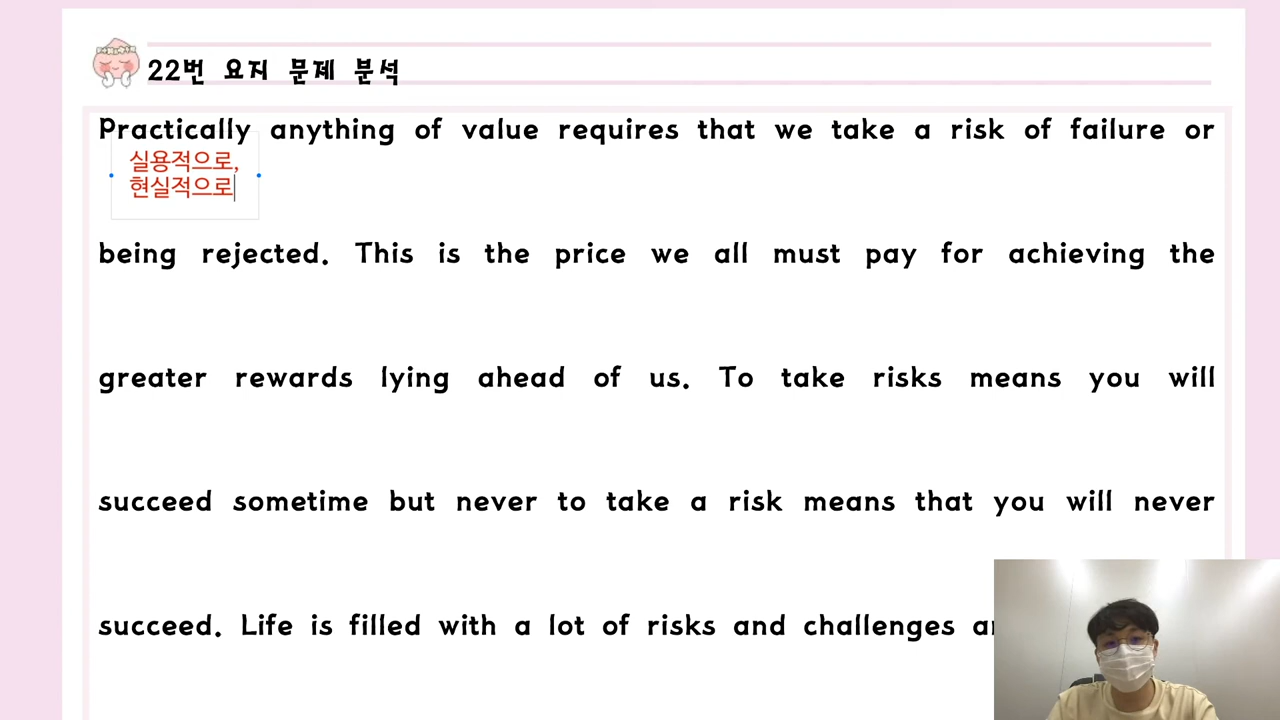 22번 요지 문제 분석
Practically anything of value requires that we take a risk of failure or
실용적으로,
현실적으로
being rejected. This is the price we all must pay for achieving the
greater rewards lying ahead of us. To take risks means you will
succeed sometime but never to take a risk means that you will never
succeed. Life is filled with a lot of risks and challenges